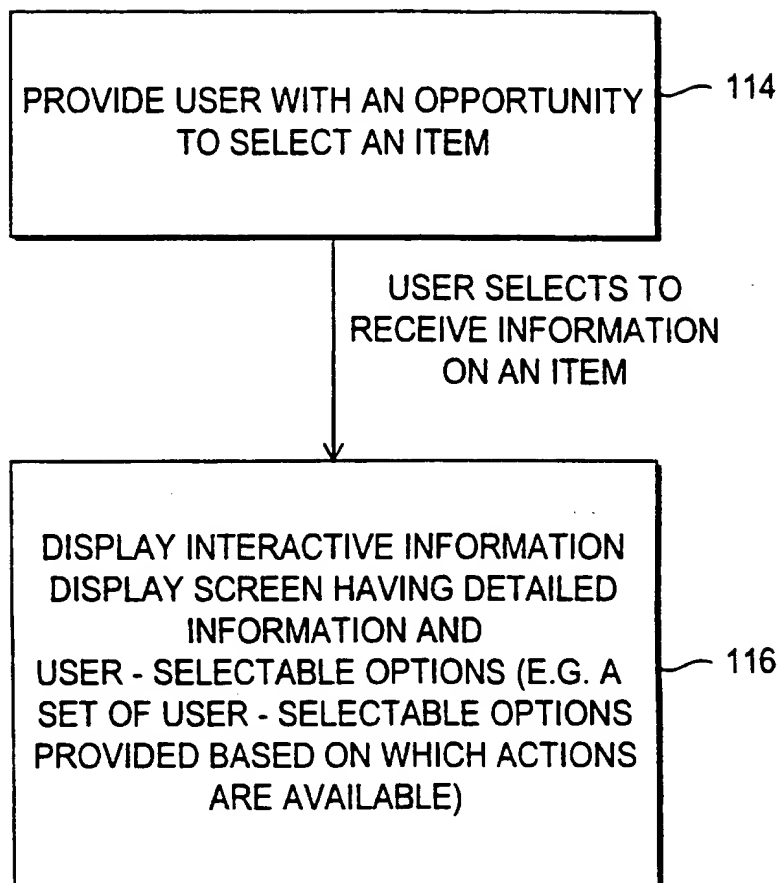 PROVIDE USER WITH AN OPPORTUNITY
TO SELECT AN ITEM
114
USER SELECTS TO
RECEIVE INFORMATION
ON AN ITEM
DISPLAY INTERACTIVE INFORMATION
DISPLAY SCREEN HAVING DETAILED
INFORMATION AND
USER - SELECTABLE OPTIONS (E.G. A
SET OF USER - SELECTABLE OPTIONS
PROVIDED BASED ON WHICH ACTIONS
ARE AVAILABLE)
116